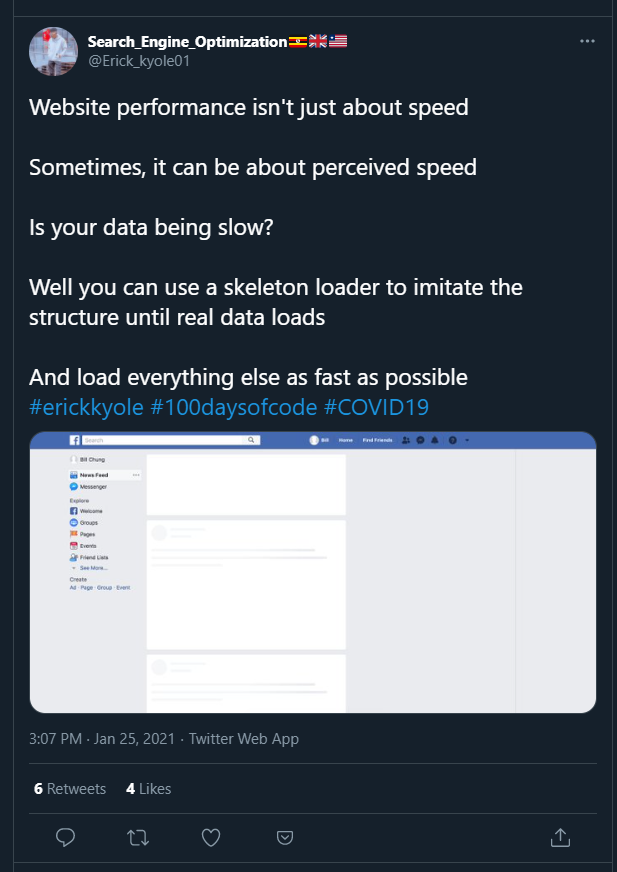 Search_Engine_Optimization🇺🇬🇬🇧🇱🇷
@Erick_kyole01
Website performance isn't just about speed
Sometimes, it can be about perceived speed
Is your data being slow?
Well you can use a skeleton loader to imitate the
structure until real data loads
And load everything else as fast as possible
#erickkyole #100daysofcode #COVID19
Search
Bill Home Find Friends
Bill Chung
News Feed
Messenger
Explore
Welcome
Groups
Pages
Events
Friend Lists
See More...
Create
Ad · Page · Group · Event
3:07 PM · Jan 25, 2021 · Twitter Web App
6 Retweets 4 Likes